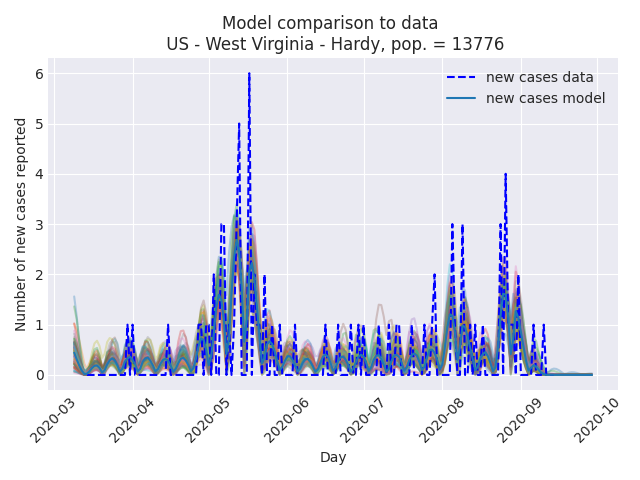 Model comparison to data
US - West Virginia - Hardy, pop. = 13776
new cases data
new cases model
Number of new cases reported
6
5
4
3
2
1
0
2020-03
2020-04
2020-05
2020-06
2020-07
2020-08
2020-09
2020-10
Day